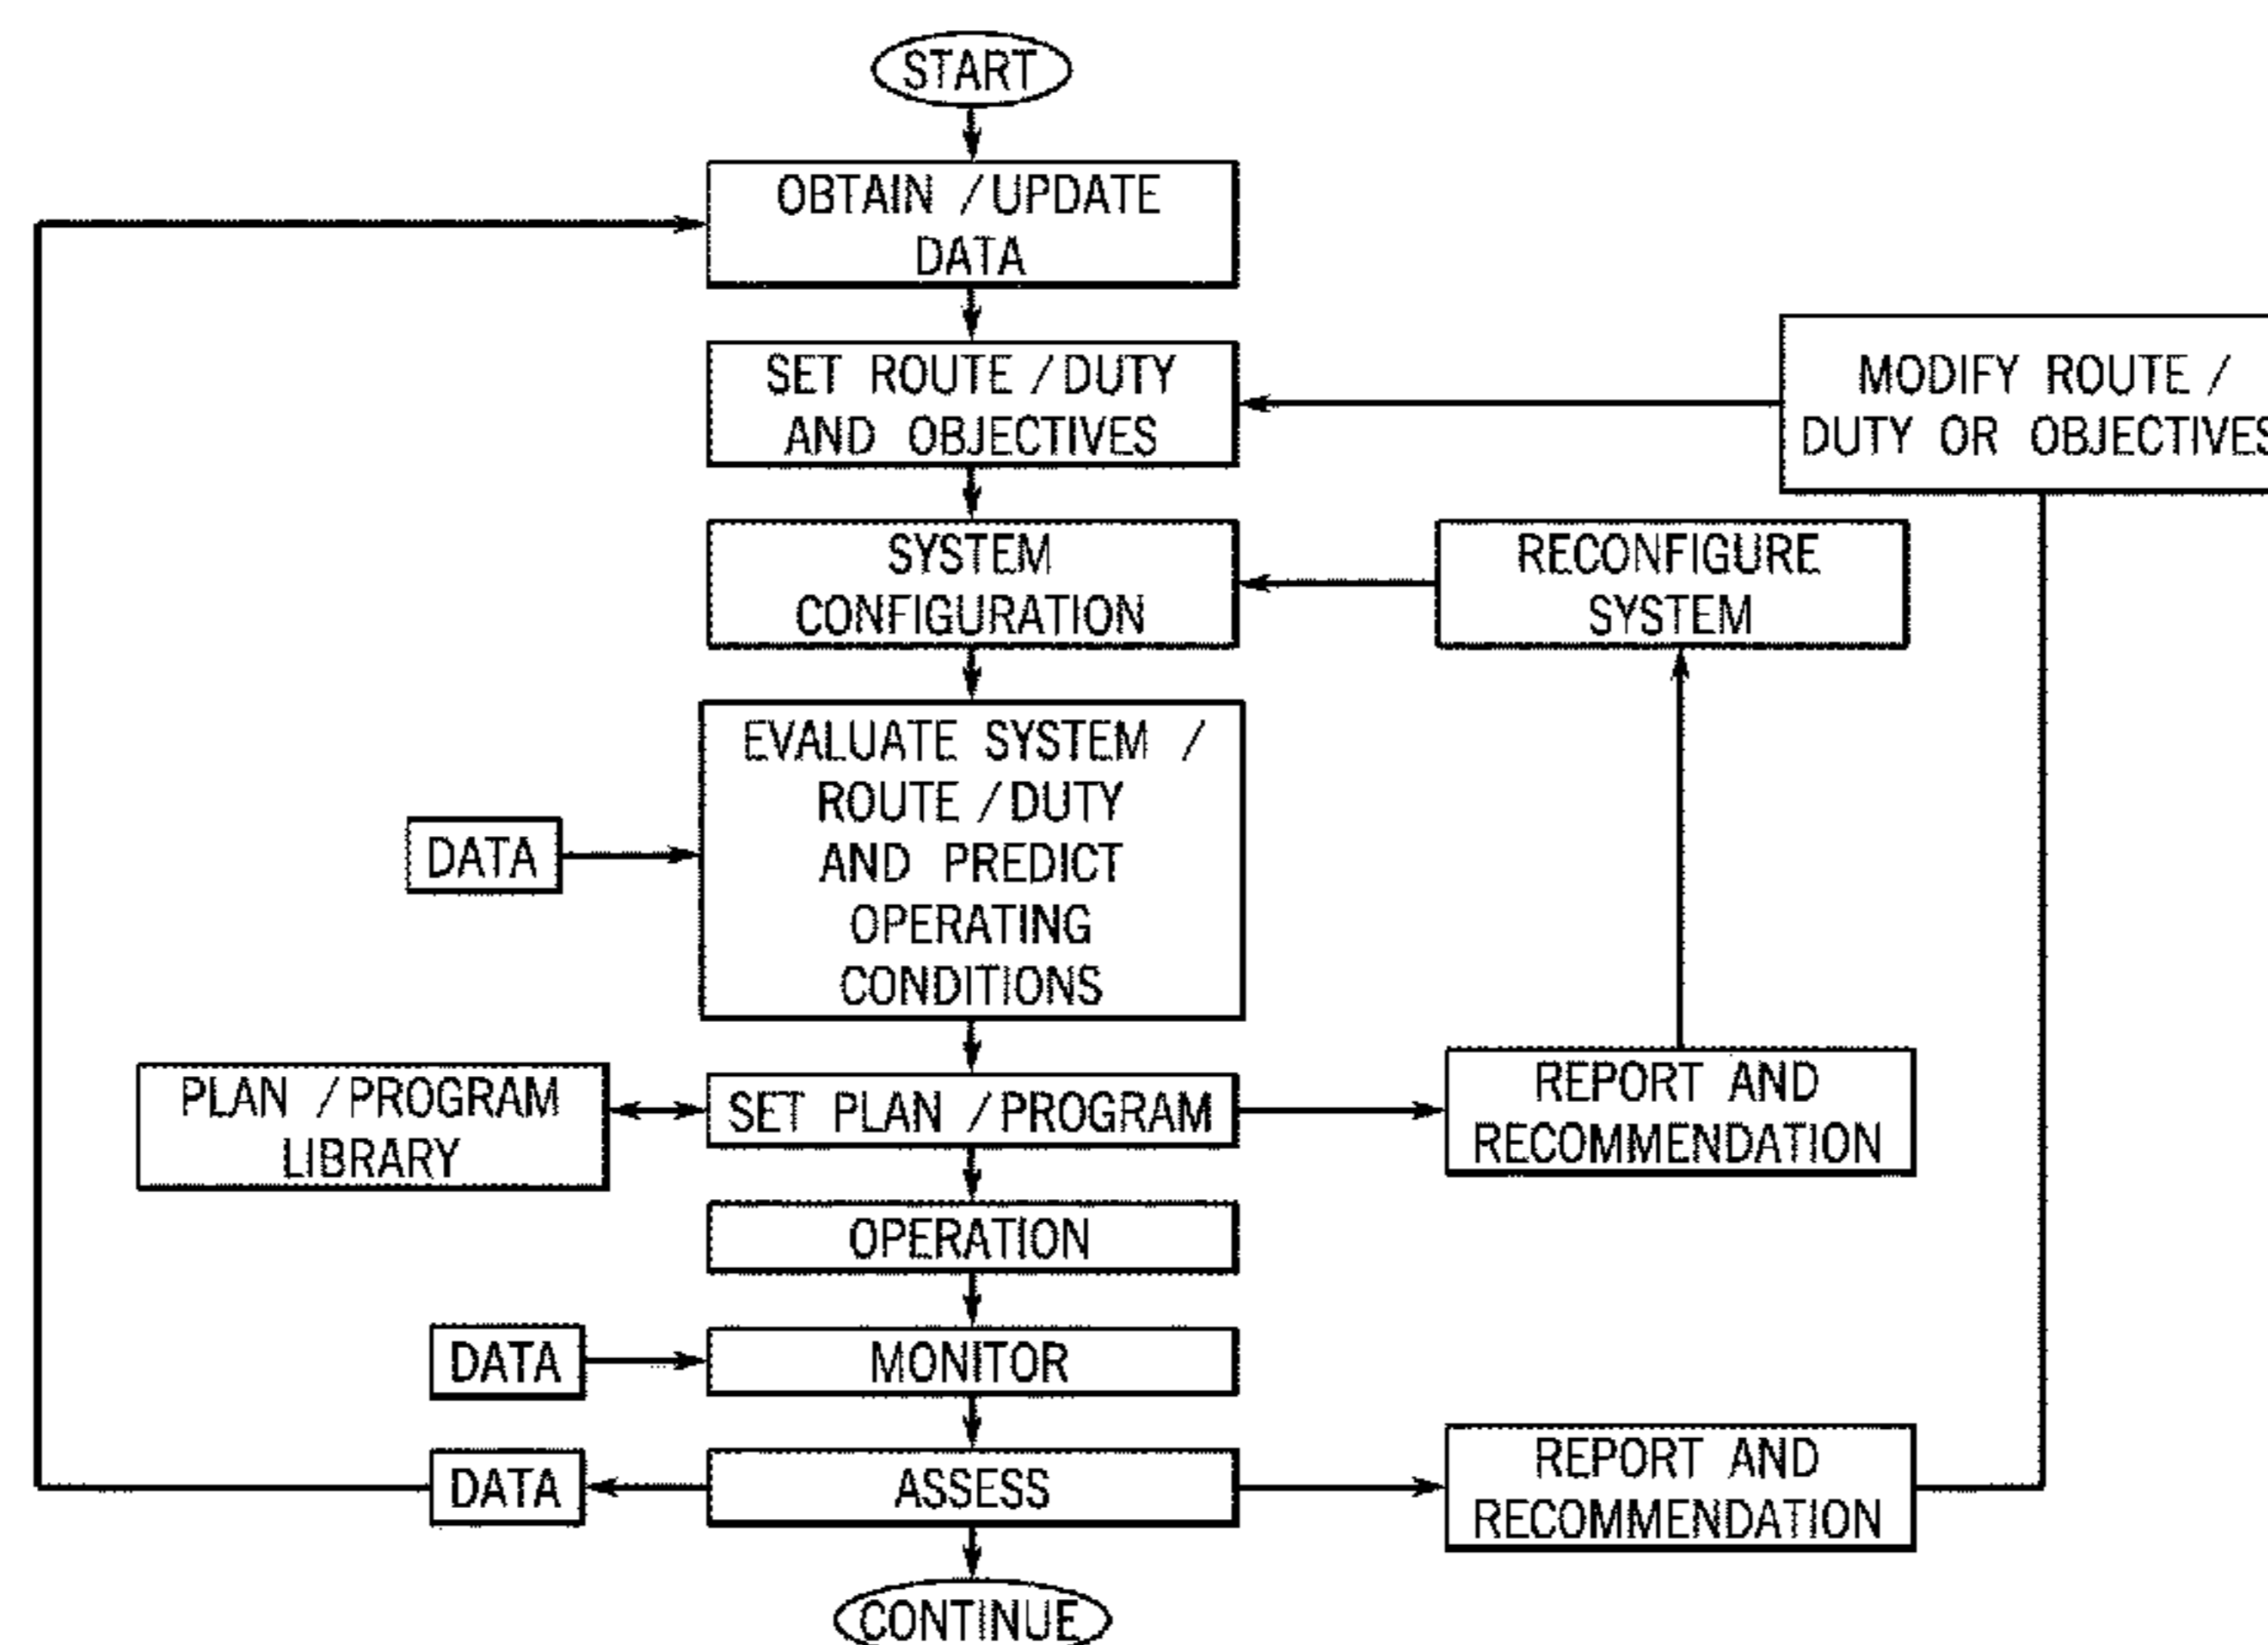 START
OBTAIN / UPDATE
DATA
SET ROUTE / DUTY
AND OBJECTIVES
MODIFY ROUTE /
DUTY OR OBJECTIVES
SYSTEM
CONFIGURATION
RECONFIGURE
SYSTEM
EVALUATE SYSTEM /
ROUTE / DUTY
AND PREDICT
OPERATING
CONDITIONS
DATA
PLAN / PROGRAM
LIBRARY
SET PLAN / PROGRAM
REPORT AND
RECOMMENDATION
OPERATION
DATA
MONITOR
DATA
ASSESS
REPORT AND
RECOMMENDATION
CONTINUE